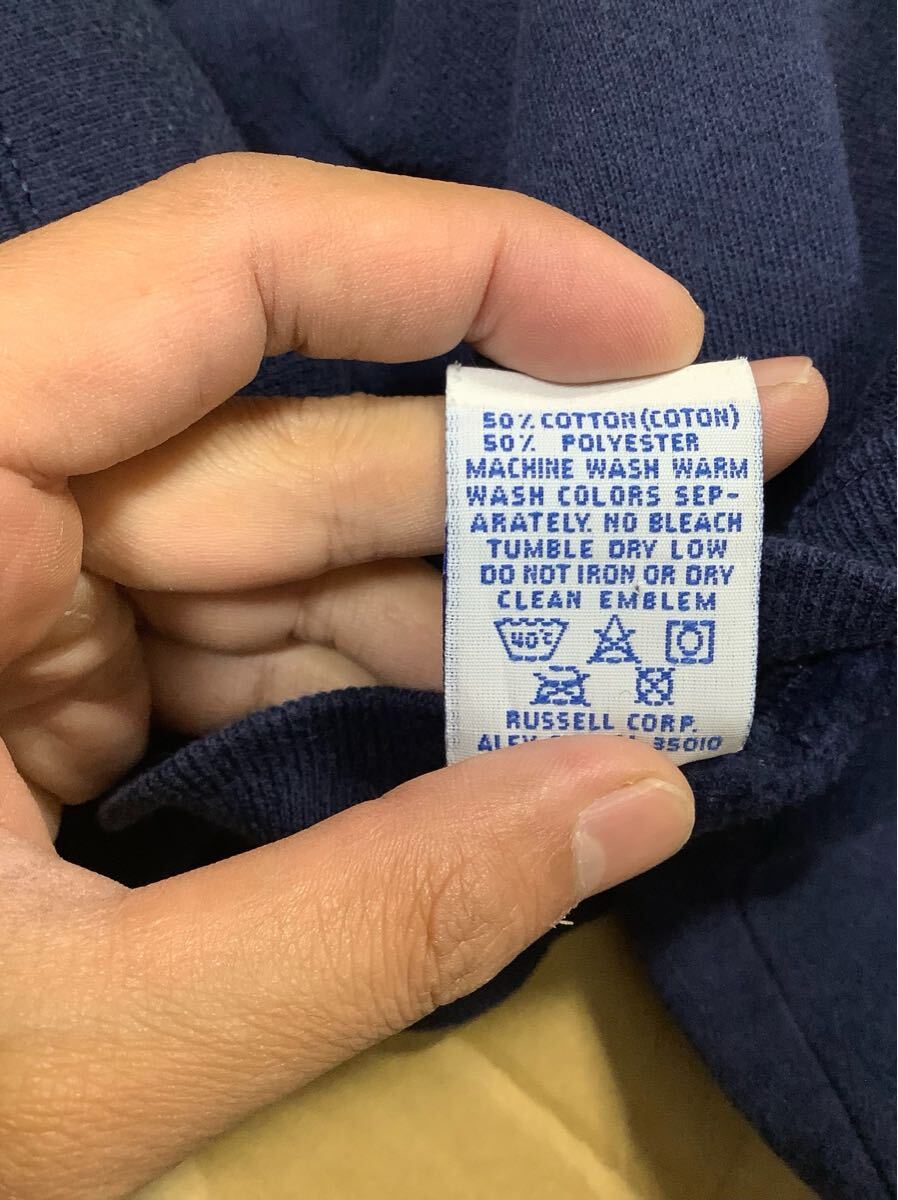 50% COTTON(COTON)
50% POLYESTER
MACHINE WASH WARM
WASH COLORS SEP-
ARATELY. NO BLEACH
TUMBLE DRY LOW
DO NOT IRON OR DRY
CLEAN EMBLEM
40°C
RUSSELL CORP.
35010